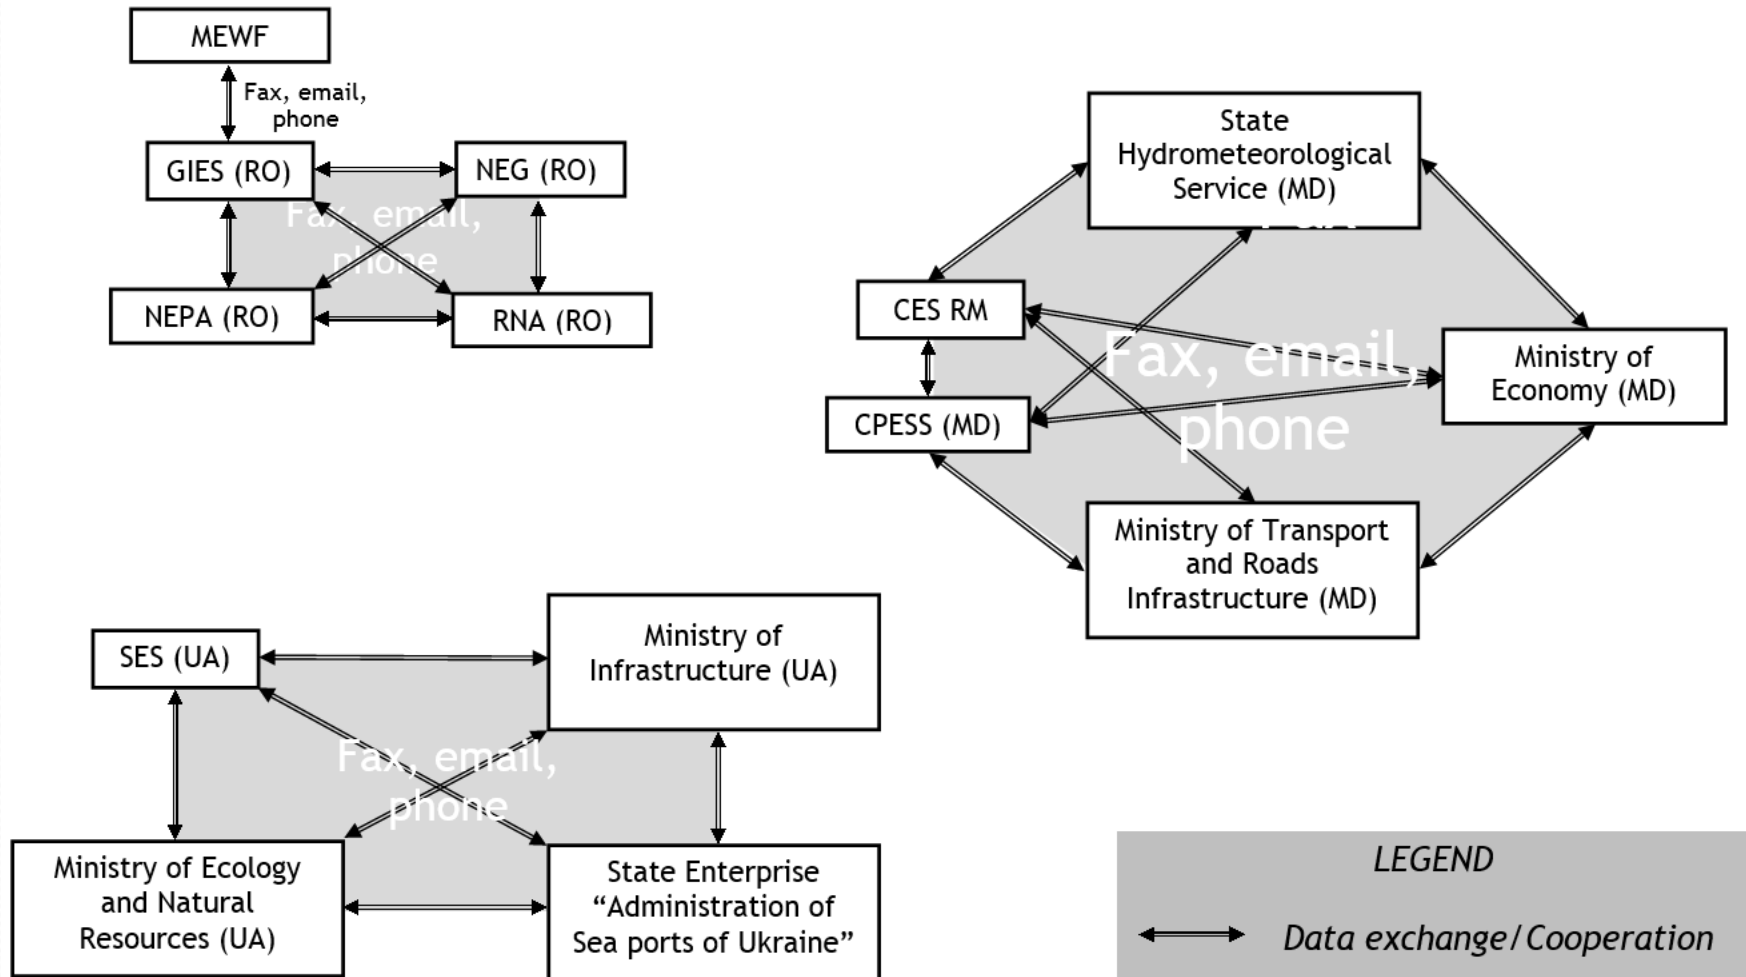 MEWF
Fax, email,
phone
GIES (RO)
NEG (RO)
Fax, email,
phone
NEPA (RO)
RNA (RO)
State
Hydrometeorological
Service (MD)
CES RM
Fax, email,
phone
CPESS (MD)
Ministry of
Economy (MD)
Ministry of Transport
and Roads
Infrastructure (MD)
SES (UA)
Ministry of
Infrastructure (UA)
Fax, email,
phone
Ministry of Ecology
and Natural
Resources (UA)
State Enterprise
“Administration of
Sea ports of Ukraine”
LEGEND
Data exchange/Cooperation